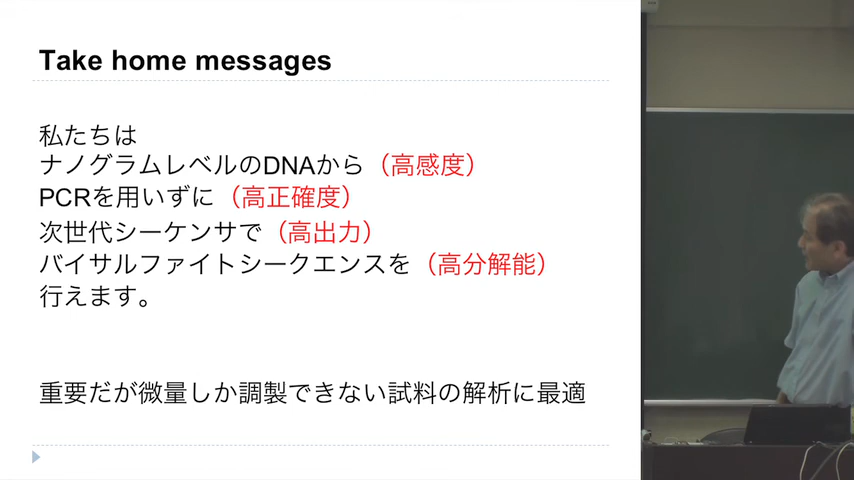 Take home messages
私たちは
ナノグラムレベルのDNAから（高感度）
PCRを用いずに（高正確度）
次世代シーケンサで（高出力）
バイサルファイトシークエンスを（高分解能）
行えます。
重要だが微量しか調製できない試料の解析に最適